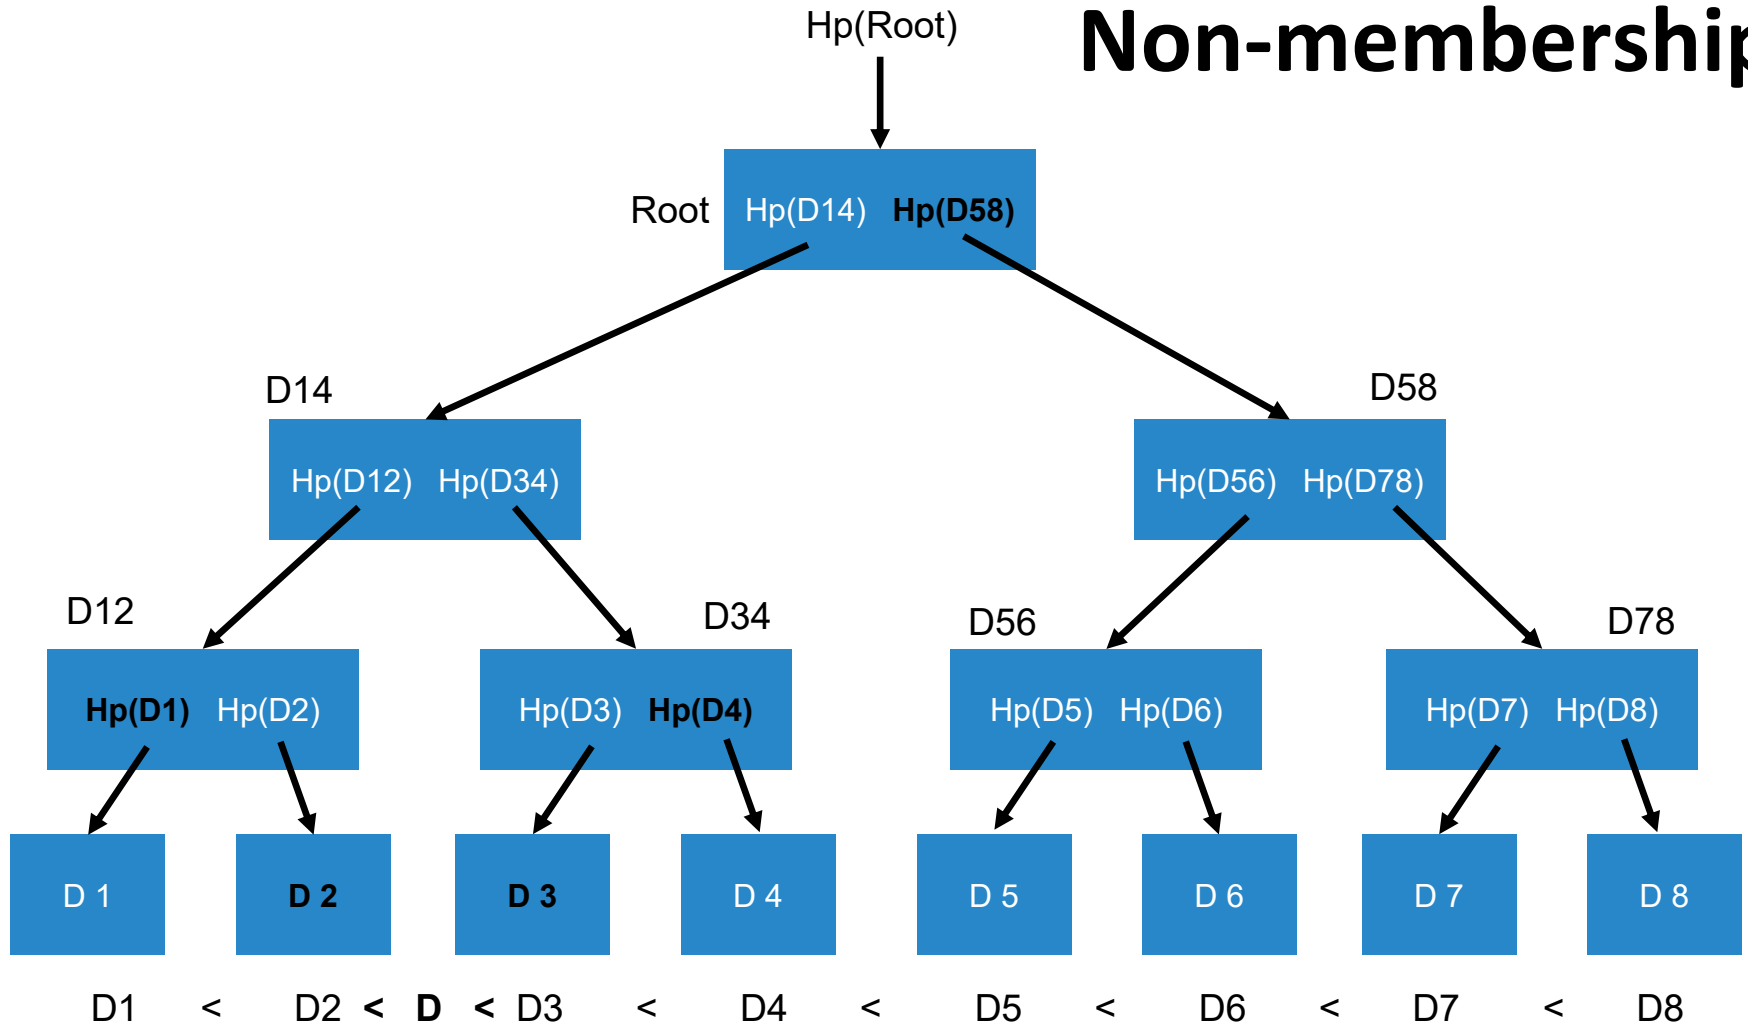 Hp(Root)
Non-membership
Root
Hp(D14) Hp(D58)
D14
D58
Hp(D12) Hp(D34)
Hp(D56) Hp(D78)
D12
D34
D56
D78
Hp(D1) Hp(D2)
Hp(D3) Hp(D4)
Hp(D5) Hp(D6)
Hp(D7) Hp(D8)
D 1
D 2
D 3
D 4
D 5
D 6
D 7
D 8
D1 < D2 < D < D3 < D4 < D5 < D6 < D7 < D8